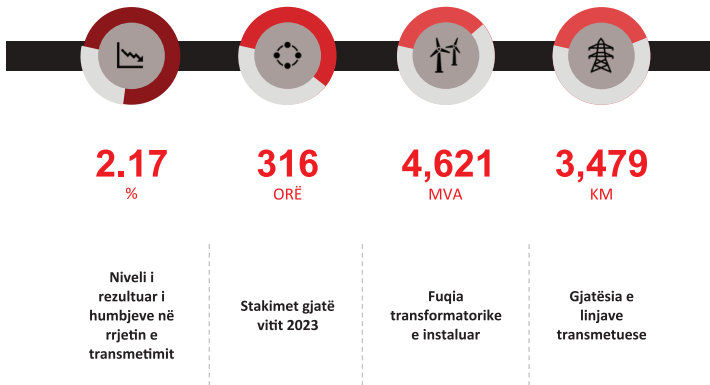 2.17
%
Niveli i
rezultuar i
humbjeve në
rrjetin e
transmetimit
316
ORË
Stakimet gjatë
vitit 2023
4,621
MVA
Fuqia
transformatorike
e instaluar
3,479
KM
Gjatësia e
linjave
transmetuese